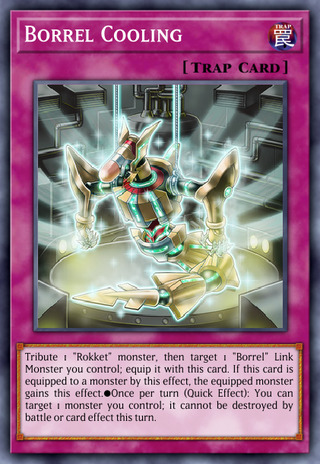 Borrel Cooling
TRAP
罠
[Trap Card]
Tribute 1 "Rokket" monster, then target 1 "Borrel" Link
Monster you control; equip it with this card. If this card is
equipped to a monster by this effect, the equipped monster
gains this effect.●Once per turn (Quick Effect): You can
target 1 monster you control; it cannot be destroyed by
battle or card effect this turn.